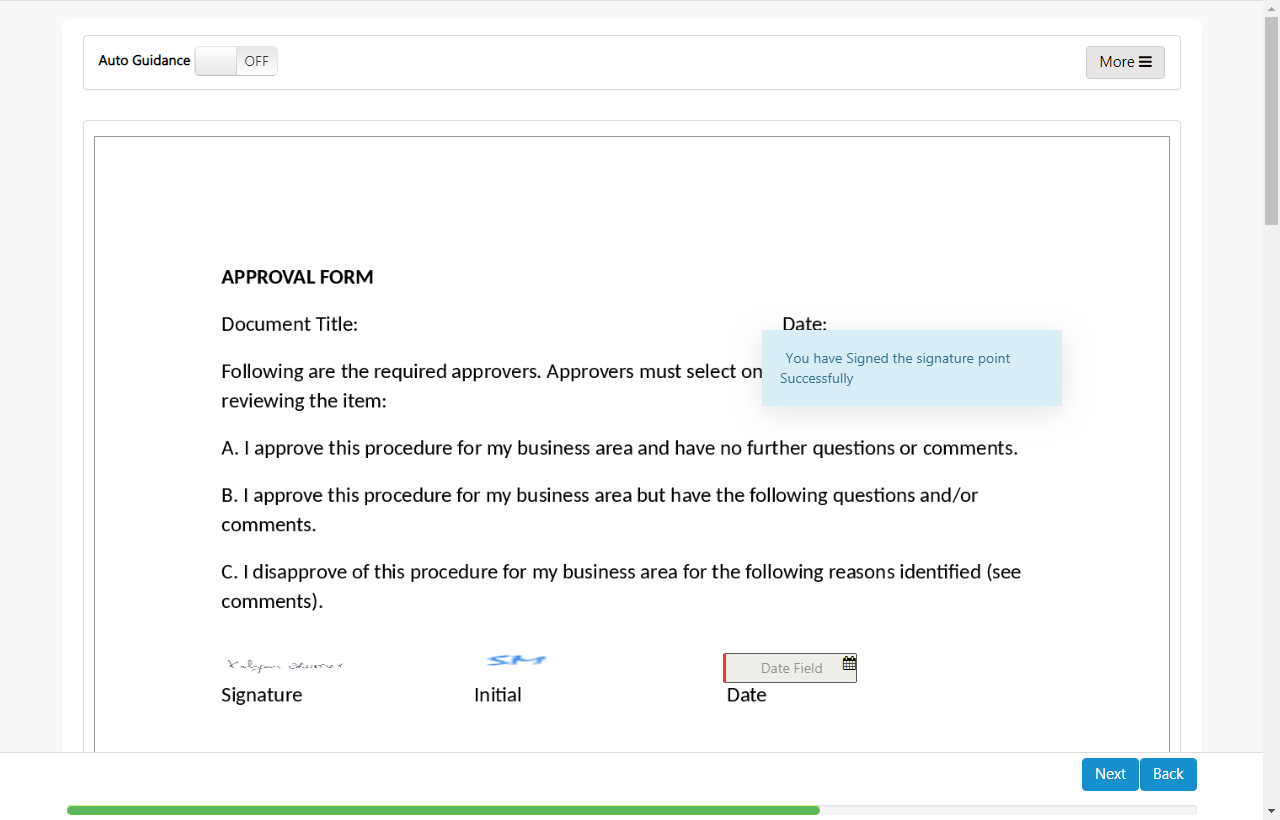 Auto Guidance OFF More
APPROVAL FORM
Document Title: Date:
You have Signed the signature point
Successfully
Following are the required approvers. Approvers must select on
reviewing the item:
A. I approve this procedure for my business area and have no further questions or comments.
B. I approve this procedure for my business area but have the following questions and/or
comments.
C. I disapprove of this procedure for my business area for the following reasons identified (see
comments).
SM Date Field
Signature Initial Date
Next Back